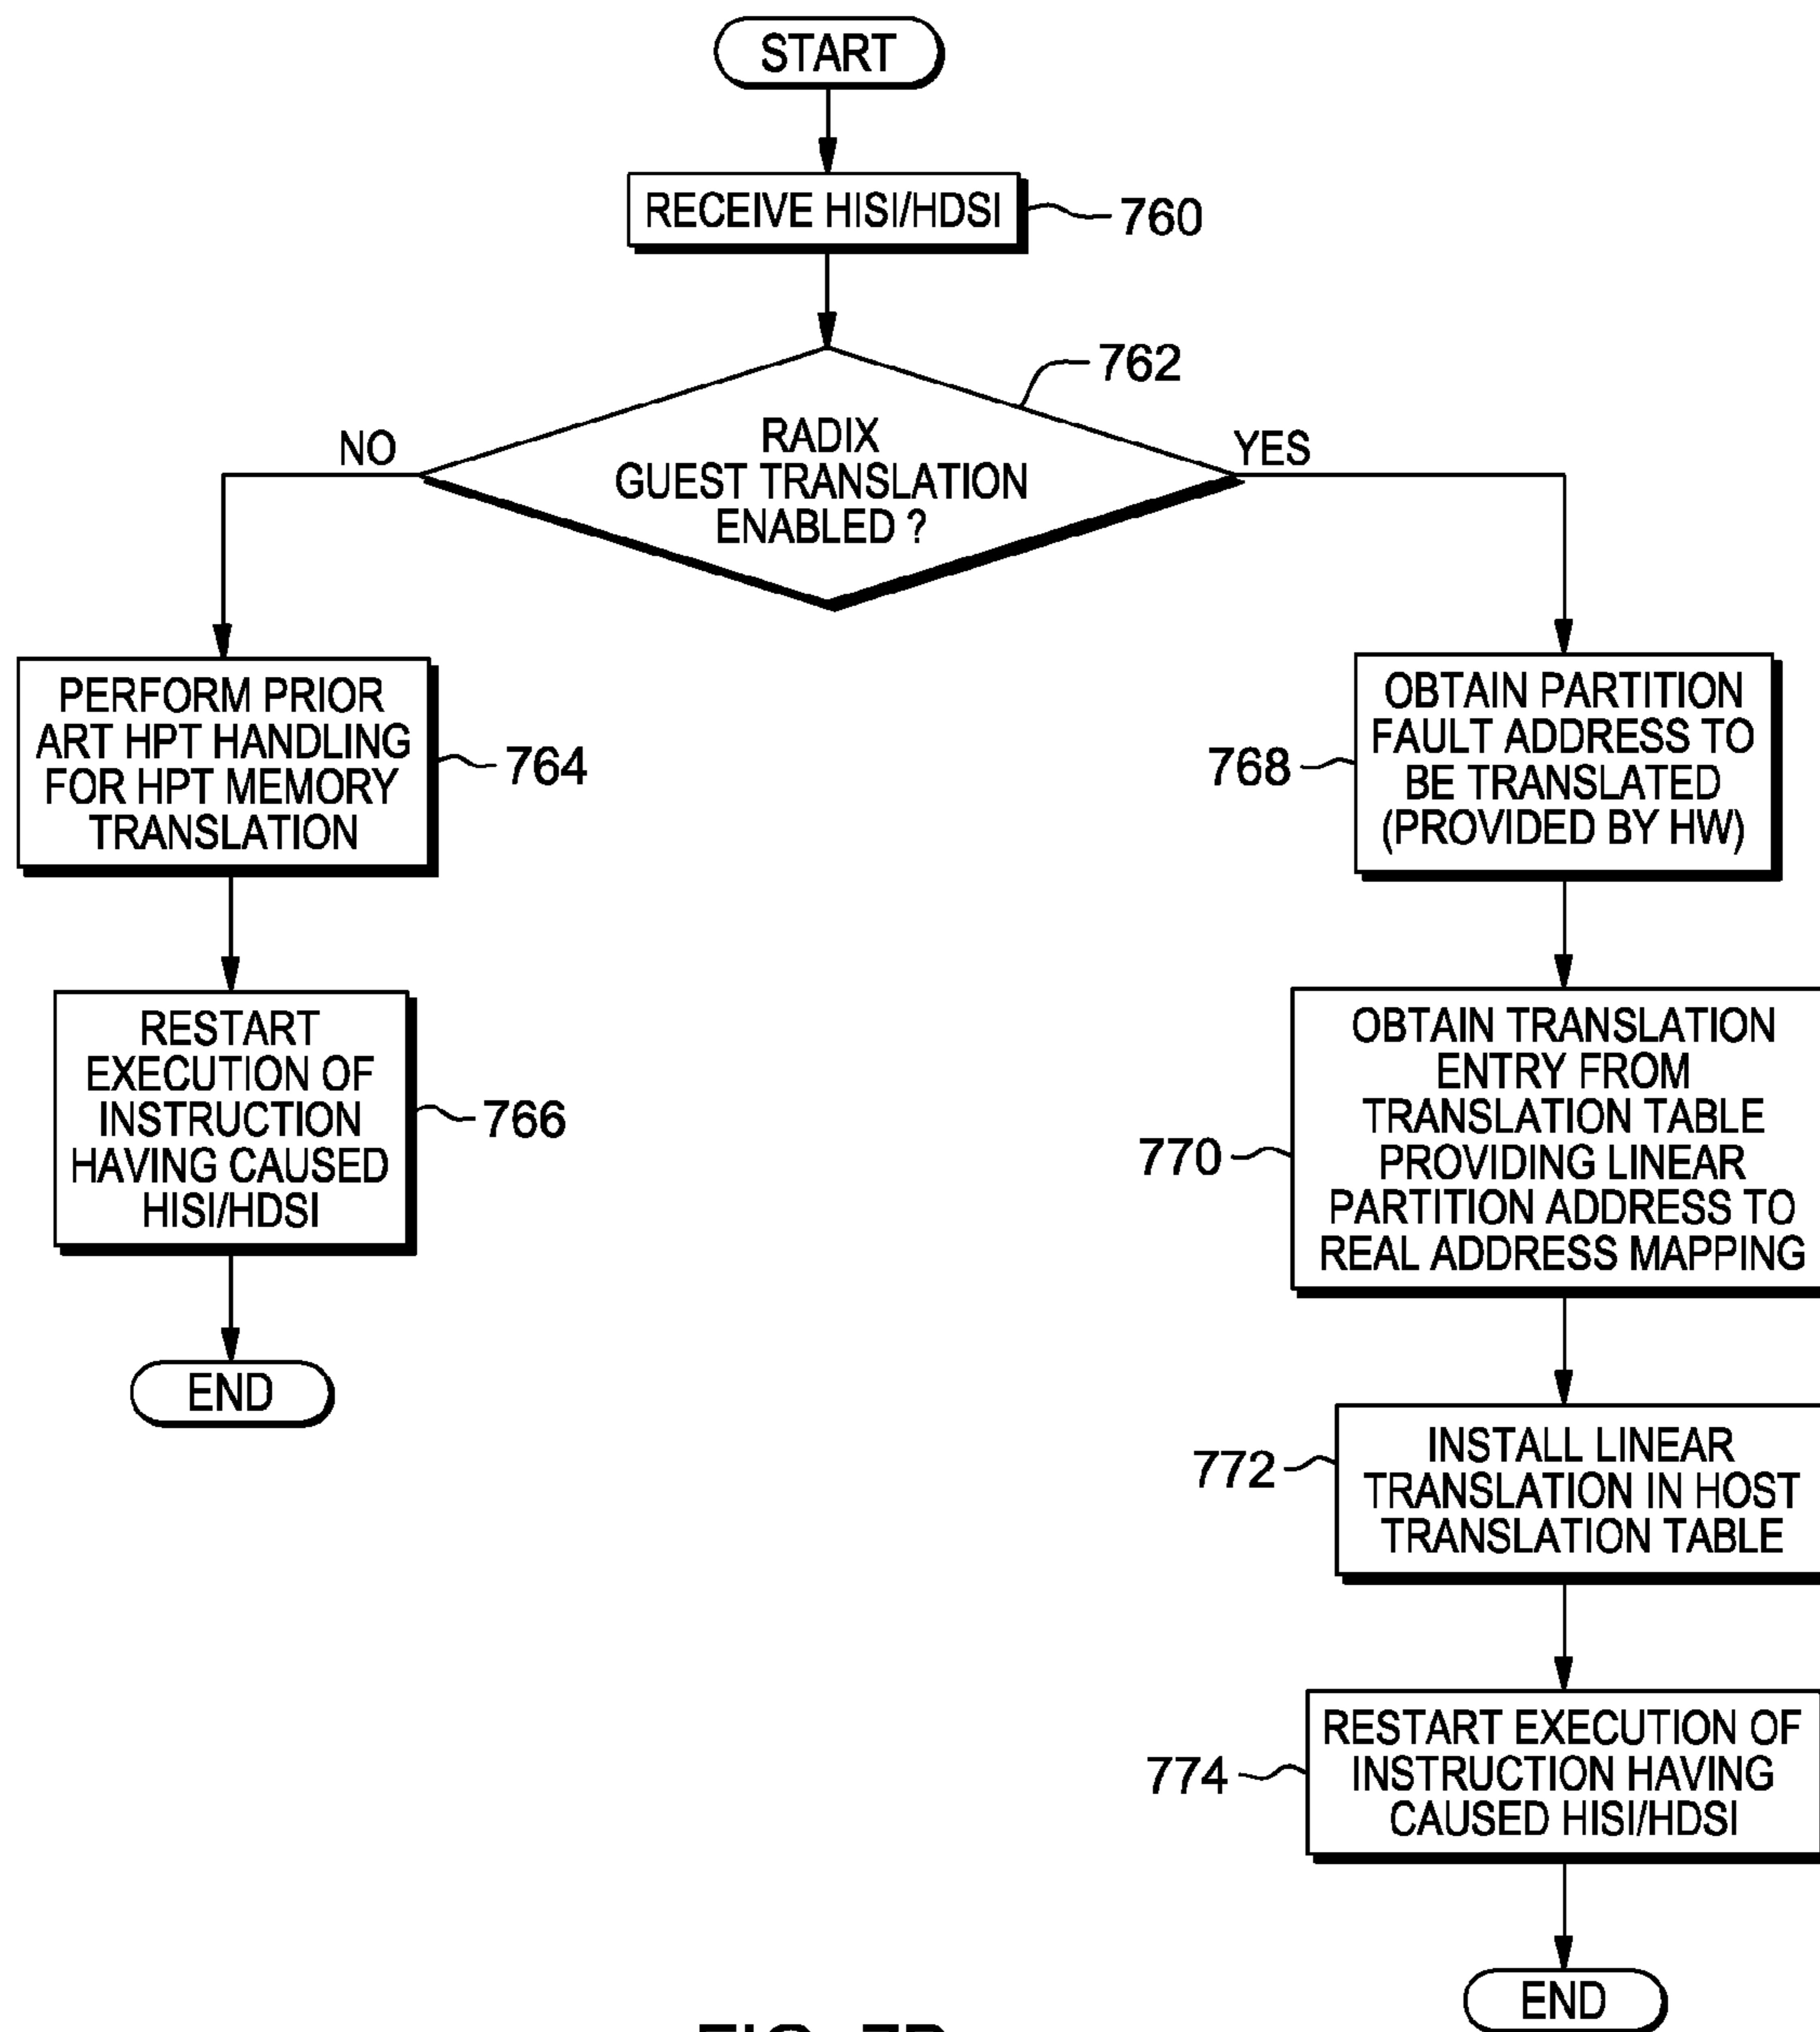 START
RECEIVE HISI/HDSI
760
762
RADIX
GUEST TRANSLATION
ENABLED ?
NO
YES
PERFORM PRIOR
ART HPT HANDLING
FOR HPT MEMORY
TRANSLATION
764
RESTART
EXECUTION OF
INSTRUCTION
HAVING CAUSED
HISI/HDSI
766
END
OBTAIN PARTITION
FAULT ADDRESS TO
BE TRANSLATED
(PROVIDED BY HW)
768
OBTAIN TRANSLATION
ENTRY FROM
TRANSLATION TABLE
PROVIDING LINEAR
PARTITION ADDRESS TO
REAL ADDRESS MAPPING
770
INSTALL LINEAR
TRANSLATION IN HOST
TRANSLATION TABLE
772
RESTART EXECUTION OF
INSTRUCTION HAVING
CAUSED HISI/HDSI
774
END